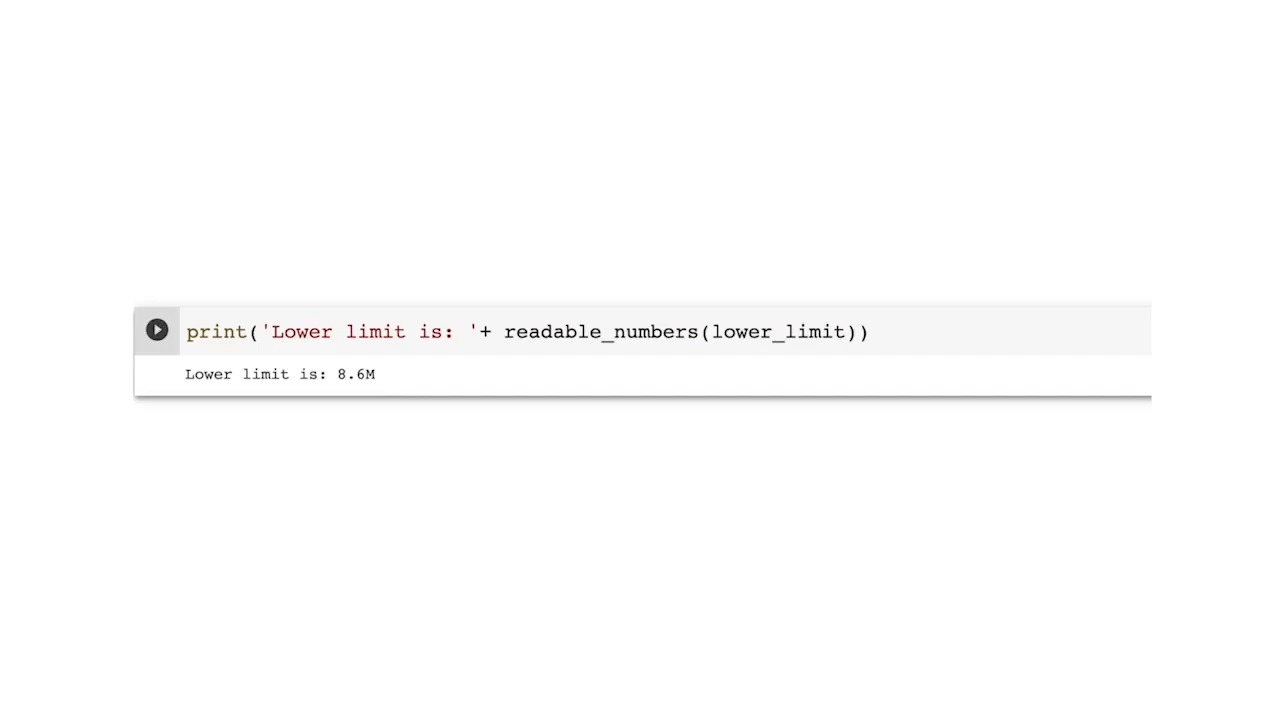 print('Lower limit is: '+ readable_numbers(lower_limit))
Lower limit is: 8.6M